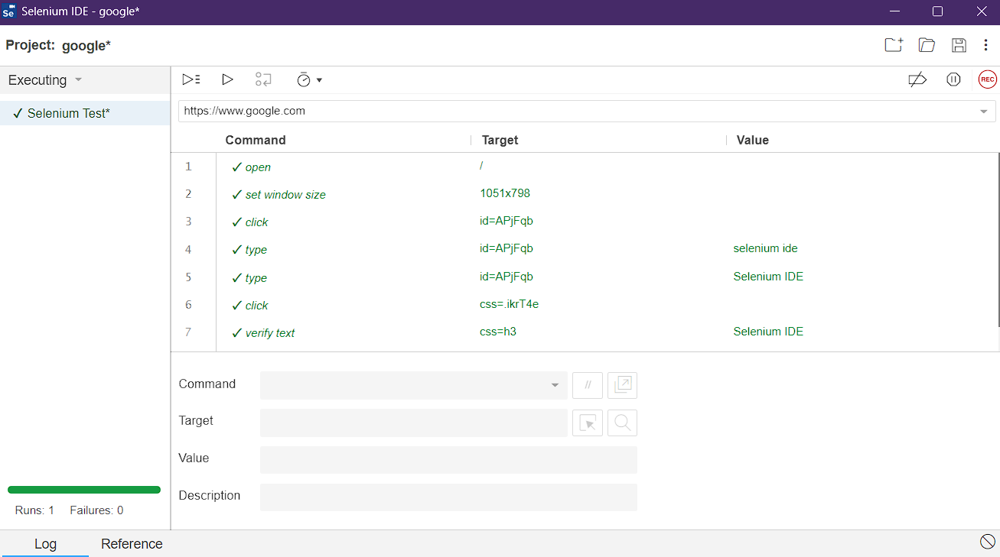 Se Selenium IDE - google*
Project: google*
Executing
✓ Selenium Test*
REC
https://www.google.com
Command Target Value
1 ✓ open /
2 ✓ set window size 1051x798
3 ✓ click id=APjFqb
4 ✓ type id=APjFqb selenium ide
5 ✓ type id=APjFqb Selenium IDE
6 ✓ click css=.ikrT4e
7 ✓ verify text css=h3 Selenium IDE
Command //
Target
Value
Description
Runs: 1 Failures: 0
Log Reference